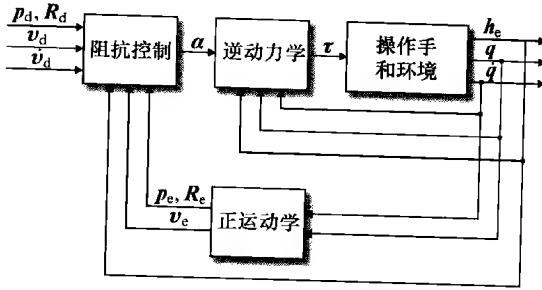 p_d, R_d
v_d
v̇_d
阻抗控制
α
逆动力学
τ
操作手
和环境
h_e
q
q̇
p_e, R_e
v_e
正运动学